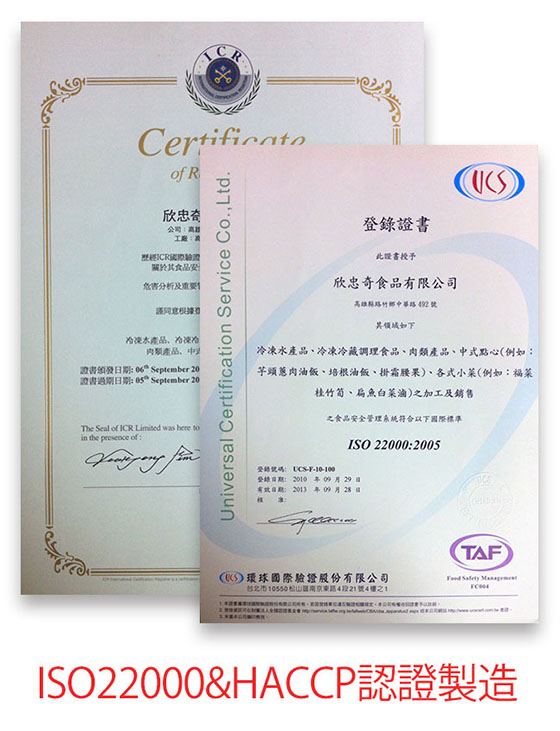 ICR
Certificate
of R
欣忠奇
公司：高雄
工廠：高
歷經ICR國際驗證
關於其食品安
危害分析及重要管
謹同意根據
冷凍水產品、冷凍冷
肉類產品、中式
證書頒發日期: 06th September 20
證書過期日期: 05th September 20
The Seal of ICR Limited was here to
in the presence of :
UCS
Universal Certification Service Co.,Ltd.
登錄證書
此證書授予
欣忠奇食品有限公司
高雄縣路竹鄉中華路 492 號
其領域如下
冷凍水產品、冷凍冷藏調理食品、肉類產品、中式點心(例如：
芋頭蔥肉油飯、培根油飯、掛霜腰果)、各式小菜(例如：福菜
桂竹筍、扁魚白菜滷)之加工及銷售
之食品安全管理系統符合以下國際標準
ISO 22000:2005
登錄號碼: UCS-F-10-100
登錄日期: 2010 年 09 月 29 日
有效日期: 2013 年 09 月 28 日
核 准:
TAF
Food Safety Management
FC004
UCS 環球國際驗證股份有限公司
台北市10550松山區南京東路4段21號4樓之1
ISO22000&HACCP認證製造